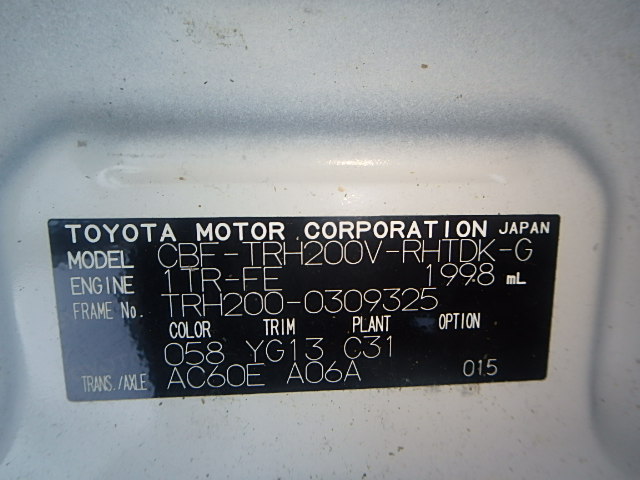 TOYOTA MOTOR CORPORATION JAPAN
MODEL CBF-TRH200V-RHTDK-G
ENGINE 1TR-FE 1998 mL
FRAME No. TRH200-0309325
COLOR TRIM PLANT OPTION
058 YG13 C31
TRANS./AXLE AC60E A06A 015